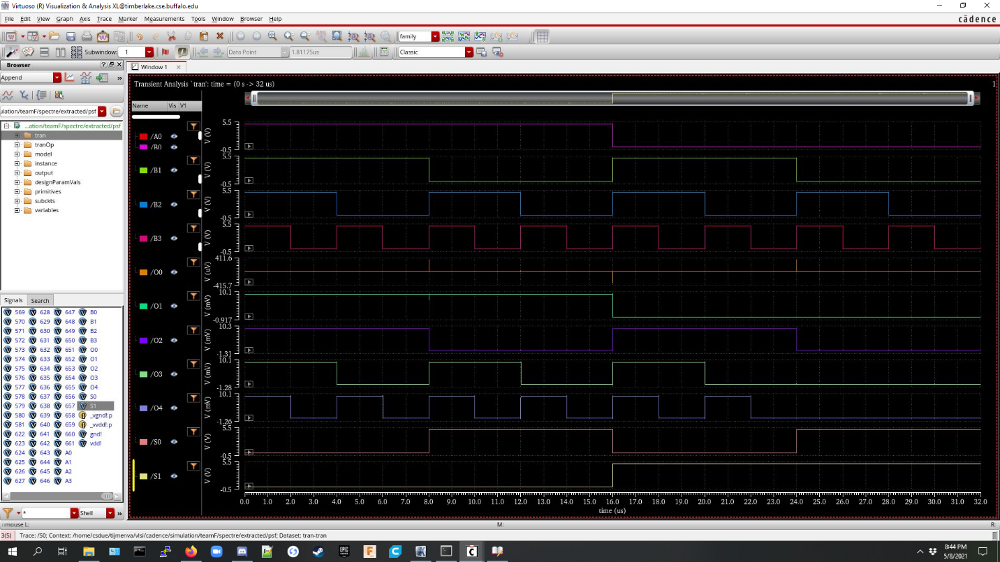 Virtuoso (R) Visualization & Analysis XL@timberlake.cse.buffalo.edu
File Edit View Graph Axis Trace Marker Measurements Tools Window Browser Help
cādence
family
Subwindow: 1
Data Point
1.81175us
Classic
Browser
Window 1
Append
Transient Analysis `tran': time = (0 s -> 32 us)
1
Name Vis V1
ulation/teamF/spectre/extracted/psf
...ation/teamF/spectre/extracted/psf
tran
tranOp
model
instance
output
designParamVals
primitives
subckts
variables
/A0
/B0
5.5
V (V)
-0.5
/B1
5.5
V (V)
-0.5
/B2
5.5
V (V)
-0.5
/B3
5.5
V (V)
-0.5
/O0
411.6
V (uV)
-415.7
/O1
10.1
V (mV)
-0.917
/O2
10.3
V (mV)
-1.31
/O3
10.1
V (mV)
-1.28
/O4
10.1
V (mV)
-1.26
/S0
5.5
V (V)
-0.5
/S1
5.5
V (V)
-0.5
0.0 1.0 2.0 3.0 4.0 5.0 6.0 7.0 8.0 9.0 10.0 11.0 12.0 13.0 14.0 15.0 16.0 17.0 18.0 19.0 20.0 21.0 22.0 23.0 24.0 25.0 26.0 27.0 28.0 29.0 30.0 31.0 32.0
time (us)
Signals Search
569 628 647 B0
570 629 648 B1
571 630 649 B2
572 631 650 B3
573 632 651 O0
574 633 652 O1
575 634 653 O2
576 635 654 O3
577 636 655 O4
578 637 656 S0
579 638 657 S1
580 639 658 _vgnd!:p
581 640 659 _vvdd!:p
622 641 660 gnd!
623 642 661 vdd!
624 643 A0
625 644 A1
626 645 A2
627 646 A3
* Shell
mouse L: M: R:
3(5) Trace: /S0; Context: /home/csdue/tijmenva/vlsi/cadence/simulation/teamF/spectre/extracted/psf; Dataset: tran-tran
EPIC
8:44 PM
5/8/2021